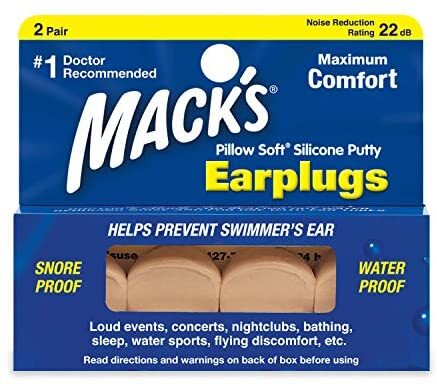 2 Pair
Noise Reduction
Rating 22 dB
#1 Doctor
Recommended
Maximum
Comfort
MACK'S®
Pillow Soft® Silicone Putty
Earplugs
HELPS PREVENT SWIMMER'S EAR
SNORE
PROOF
WATER
PROOF
Loud events, concerts, nightclubs, bathing,
sleep, water sports, flying discomfort, etc.
Read directions and warnings on back of box before using